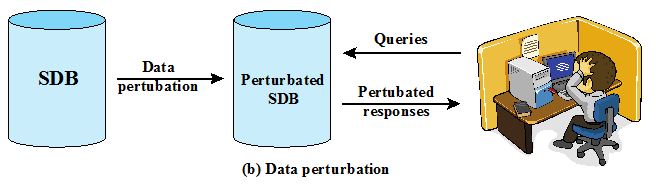 SDB
Data
pertubation
Perturbated
SDB
Queries
Pertubated
responses
(b) Data perturbation